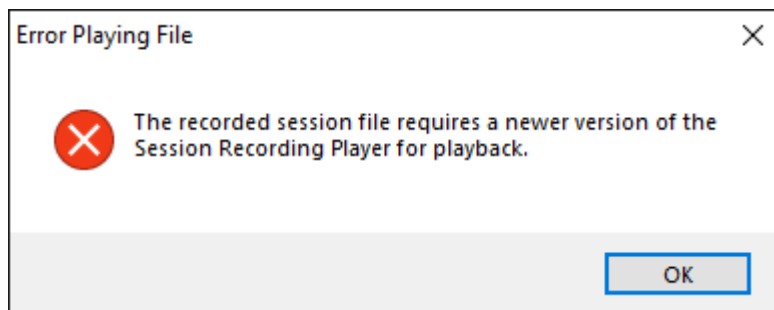 Error Playing File
The recorded session file requires a newer version of the
Session Recording Player for playback.
OK